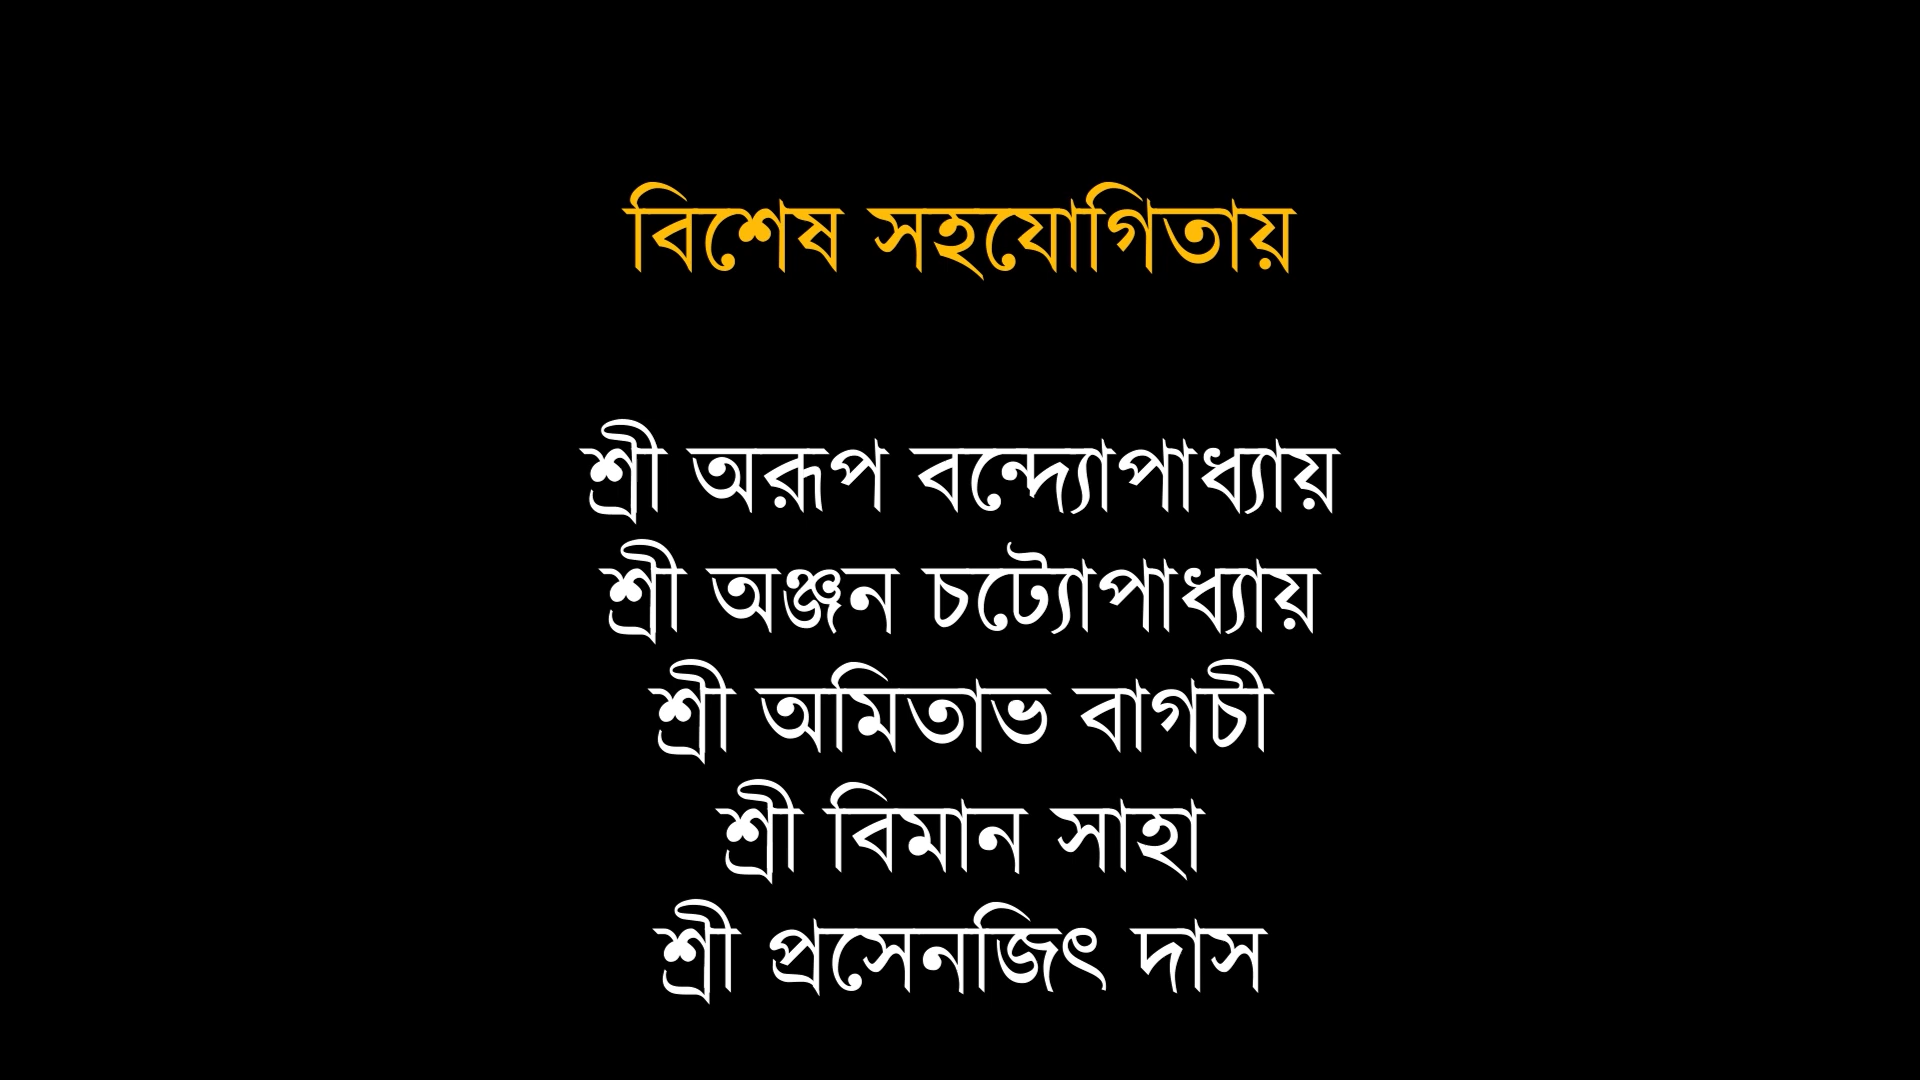 বিশেষ সহযোগিতায়
শ্রী অরূপ বন্দ্যোপাধ্যায়
শ্রী অঞ্জন চট্যোপাধ্যায়
শ্রী অমিতাভ বাগচী
শ্রী বিমান সাহা
শ্রী প্রসেনজিৎ দাস